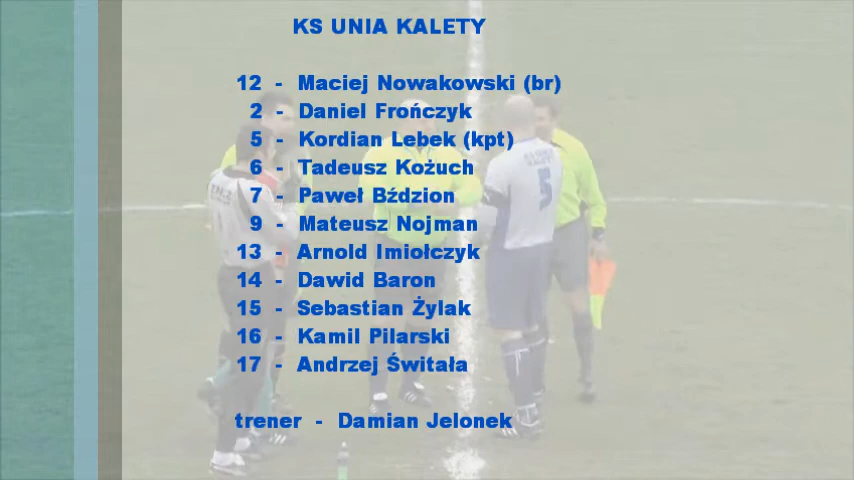 KS UNIA KALETY
12 - Maciej Nowakowski (br)
2 - Daniel Frończyk
5 - Kordian Lebek (kpt)
6 - Tadeusz Kożuch
7 - Paweł Bździon
9 - Mateusz Nojman
13 - Arnold Imiołczyk
14 - Dawid Baron
15 - Sebastian Żylak
16 - Kamil Pilarski
17 - Andrzej Świtała
trener - Damian Jelonek
5